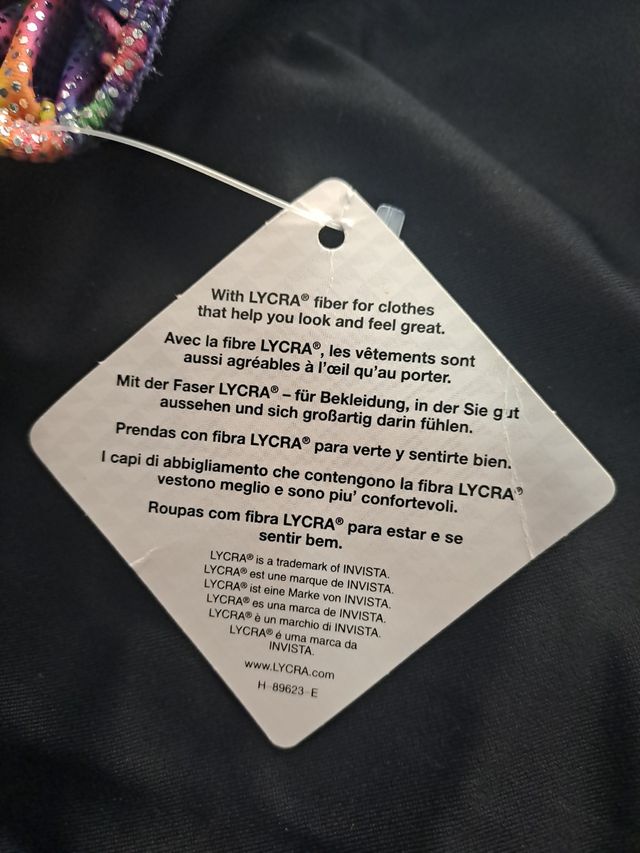 With LYCRA® fiber for clothes
that help you look and feel great.
Avec la fibre LYCRA®, les vêtements sont
aussi agréables à l'œil qu'au porter.
Mit der Faser LYCRA® – für Bekleidung, in der Sie gut
aussehen und sich großartig darin fühlen.
Prendas con fibra LYCRA® para verte y sentirte bien.
I capi di abbigliamento che contengono la fibra LYCRA®
vestono meglio e sono piu' confortevoli.
Roupas com fibra LYCRA® para estar e se
sentir bem.
LYCRA® is a trademark of INVISTA.
LYCRA® est une marque de INVISTA.
LYCRA® ist eine Marke von INVISTA.
LYCRA® es una marca de INVISTA.
LYCRA® è un marchio di INVISTA.
LYCRA® é uma marca da
INVISTA.
www.LYCRA.com
H-89623-E